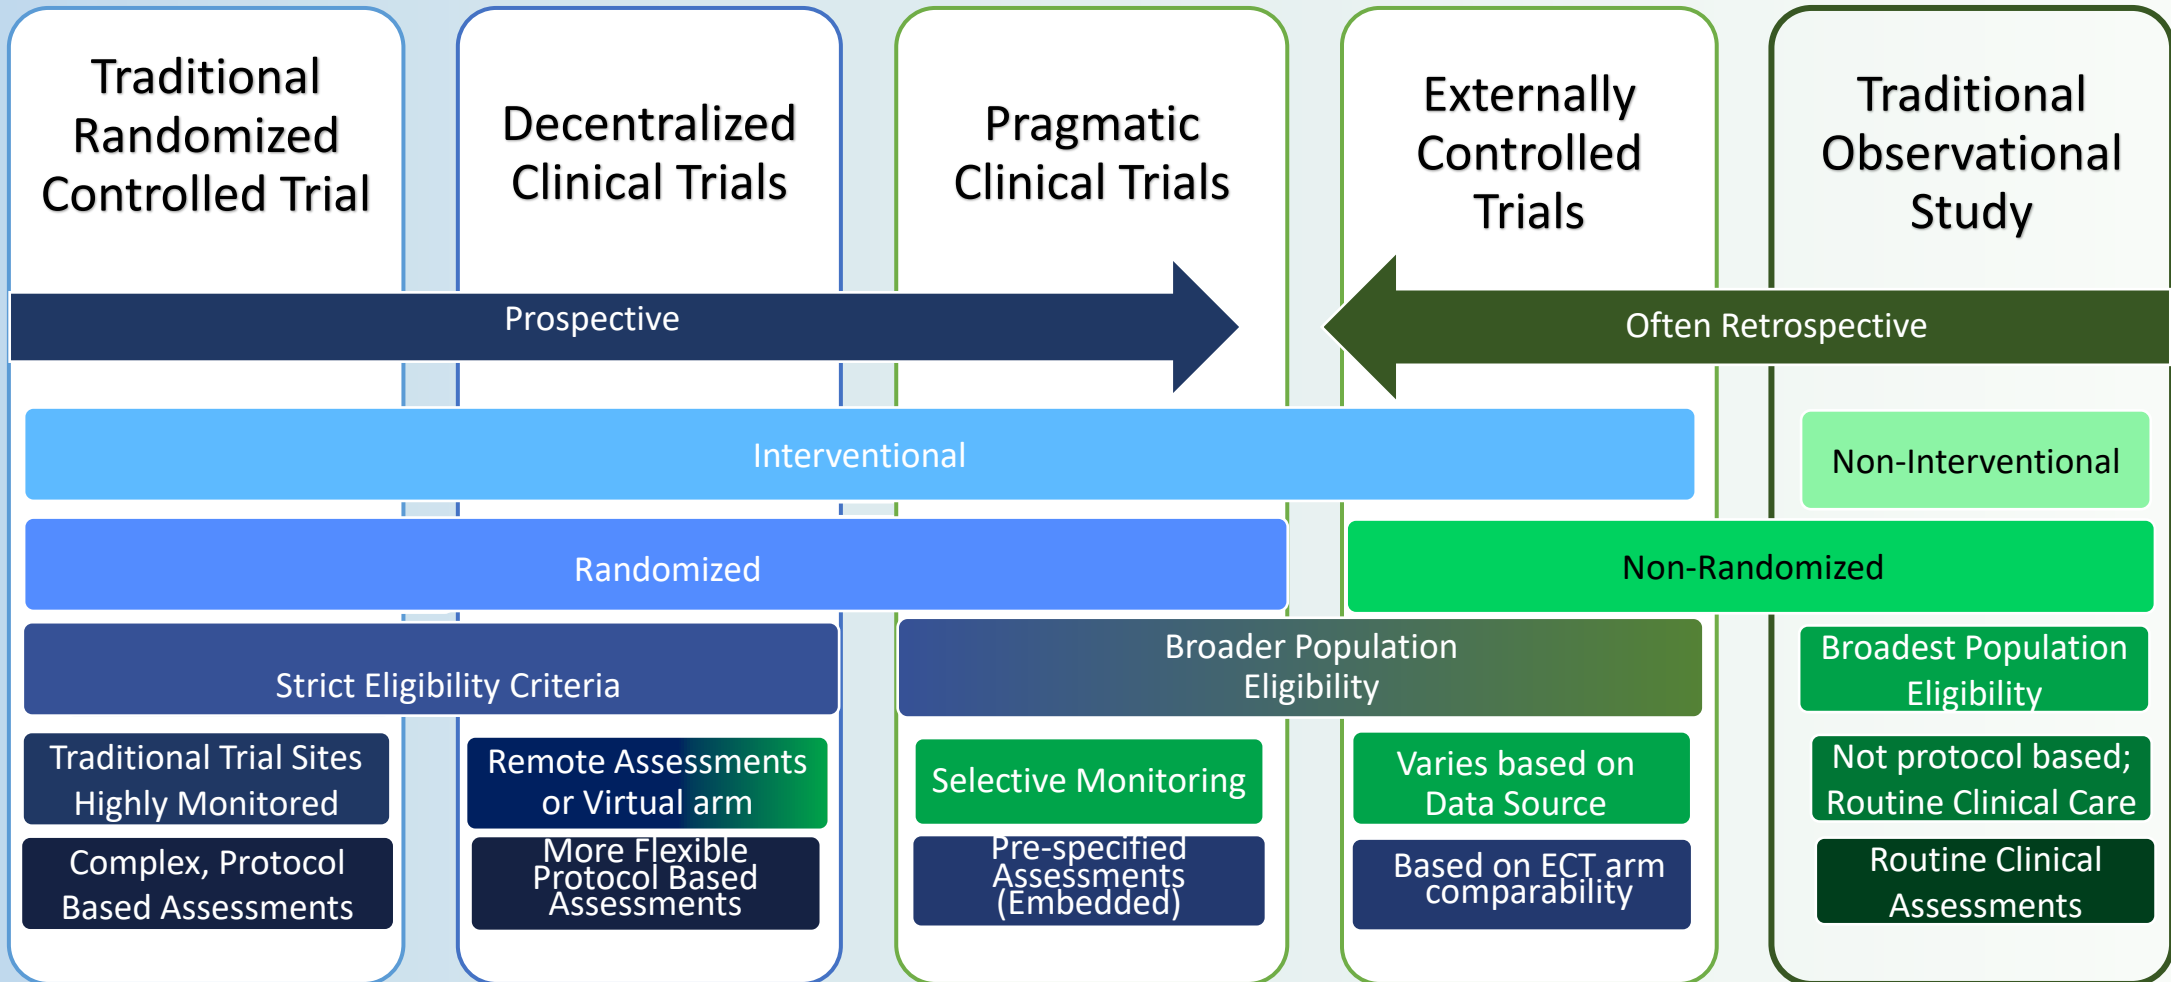 Traditional
Randomized
Controlled Trial
Decentralized
Clinical Trials
Pragmatic
Clinical Trials
Externally
Controlled
Trials
Traditional
Observational
Study
Prospective
Often Retrospective
Interventional
Non-Interventional
Randomized
Non-Randomized
Strict Eligibility Criteria
Broader Population
Eligibility
Broadest Population
Eligibility
Traditional Trial Sites
Highly Monitored
Remote Assessments
or Virtual arm
Selective Monitoring
Varies based on
Data Source
Not protocol based;
Routine Clinical Care
Complex, Protocol
Based Assessments
More Flexible
Protocol Based
Assessments
Pre-specified
Assessments
(Embedded)
Based on ECT arm
comparability
Routine Clinical
Assessments